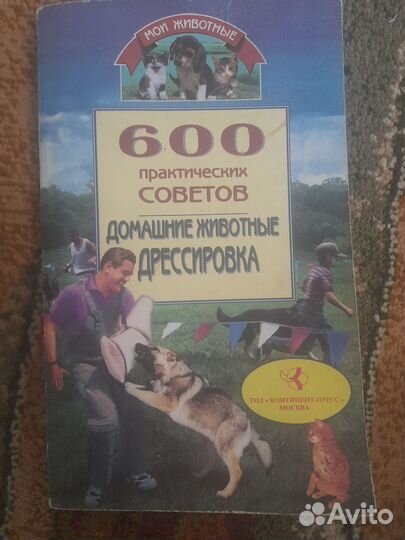 МОИ ЖИВОТНЫЕ
600
практических
СОВЕТОВ
ДОМАШНИЕ ЖИВОТНЫЕ
ДРЕССИРОВКА
ТИД «КОНТИНЕНТ-ПРЕСС»
МОСКВА
Avito